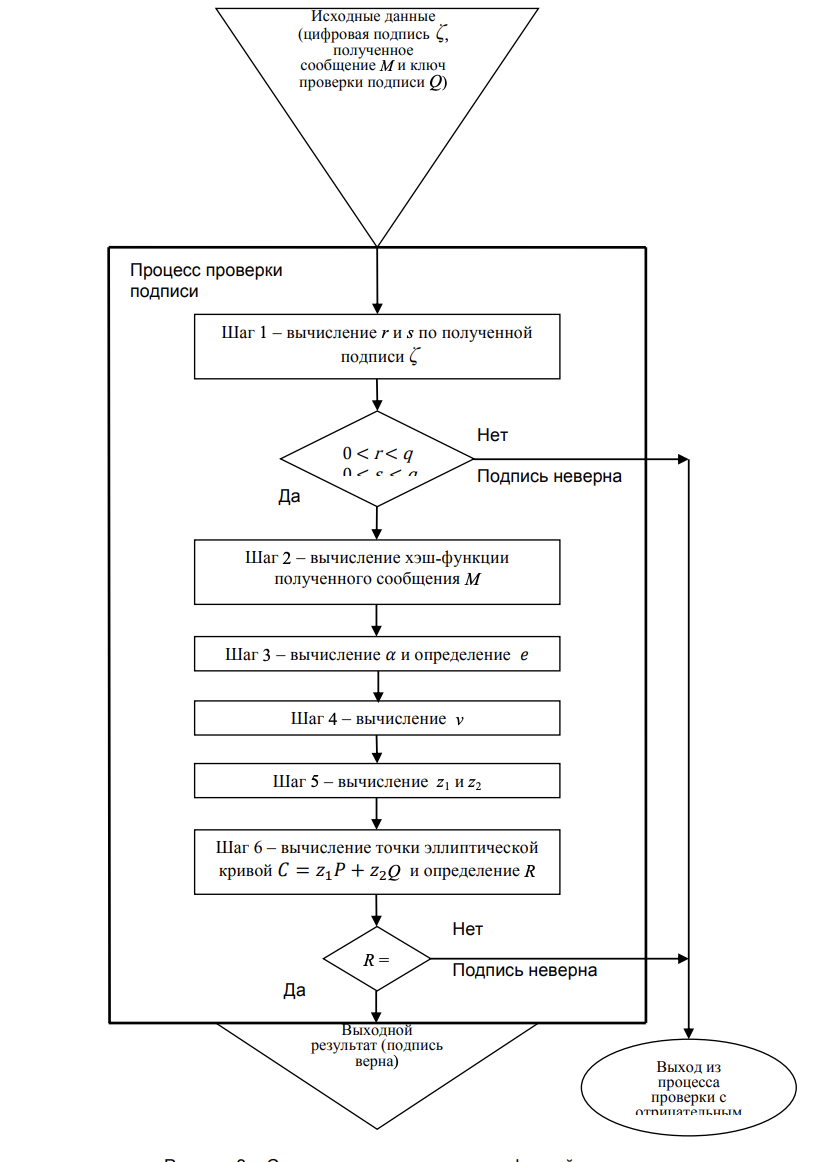 Исходные данные
(цифровая подпись ζ,
полученное
сообщение M и ключ
проверки подписи Q)
Процесс проверки
подписи
Шаг 1 – вычисление r и s по полученной
подписи ζ
0 < r < q
0 < s < q
Нет
Подпись неверна
Да
Шаг 2 – вычисление хэш-функции
полученного сообщения M
Шаг 3 – вычисление α и определение e
Шаг 4 – вычисление v
Шаг 5 – вычисление z₁ и z₂
Шаг 6 – вычисление точки эллиптической
кривой C = z₁P + z₂Q и определение R
R =
Нет
Подпись неверна
Да
Выходной
результат (подпись
верна)
Выход из
процесса
проверки с
отрицательным